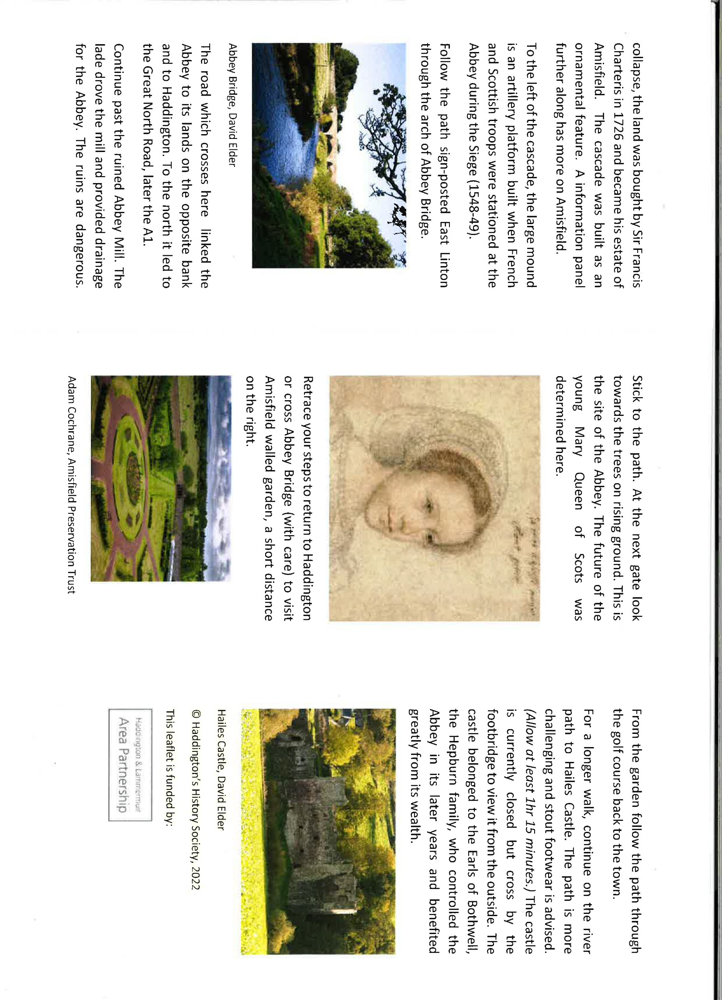 collapse, the land was bought by Sir Francis
Charteris in 1726 and became his estate of
Amisfield. The cascade was built as an
ornamental feature. A information panel
further along has more on Amisfield.
To the left of the cascade, the large mound
is an artillery platform built when French
and Scottish troops were stationed at the
Abbey during the Siege (1548-49).
Follow the path sign-posted East Linton
through the arch of Abbey Bridge.
Abbey Bridge, David Elder
The road which crosses here linked the
Abbey to its lands on the opposite bank
and to Haddington. To the north it led to
the Great North Road, later the A1.
Continue past the ruined Abbey Mill. The
lade drove the mill and provided drainage
for the Abbey. The ruins are dangerous.
Stick to the path. At the next gate look
towards the trees on rising ground. This is
the site of the Abbey. The future of the
young Mary Queen of Scots was
determined here.
Retrace your steps to return to Haddington
or cross Abbey Bridge (with care) to visit
Amisfield walled garden, a short distance
on the right.
Adam Cochrane, Amisfield Preservation Trust
From the garden follow the path through
the golf course back to the town.
For a longer walk, continue on the river
path to Hailes Castle. The path is more
challenging and stout footwear is advised.
(Allow at least 1hr 15 minutes.) The castle
is currently closed but cross by the
footbridge to view it from the outside. The
castle belonged to the Earls of Bothwell,
the Hepburn family, who controlled the
Abbey in its later years and benefited
greatly from its wealth.
Hailes Castle, David Elder
© Haddington's History Society, 2022
This leaflet is funded by:
Haddington & Lammermuir
Area Partnership